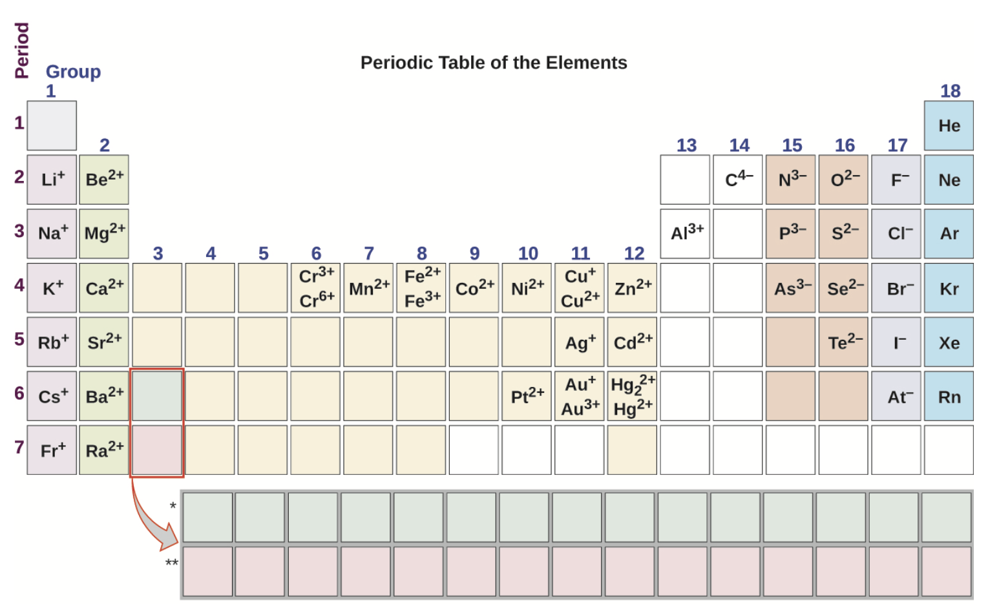 Period
Periodic Table of the Elements
Group
1
18
1
He
2
13
14
15
16
17
2
Li⁺
Be²⁺
C⁴⁻
N³⁻
O²⁻
F⁻
Ne
3
Na⁺
Mg²⁺
Al³⁺
P³⁻
S²⁻
Cl⁻
Ar
3
4
5
6
7
8
9
10
11
12
4
K⁺
Ca²⁺
Cr³⁺
Cr⁶⁺
Mn²⁺
Fe²⁺
Fe³⁺
Co²⁺
Ni²⁺
Cu⁺
Cu²⁺
Zn²⁺
As³⁻
Se²⁻
Br⁻
Kr
5
Rb⁺
Sr²⁺
Ag⁺
Cd²⁺
Te²⁻
I⁻
Xe
6
Cs⁺
Ba²⁺
Pt²⁺
Au⁺
Au³⁺
Hg₂²⁺
Hg²⁺
At⁻
Rn
7
Fr⁺
Ra²⁺
*
**